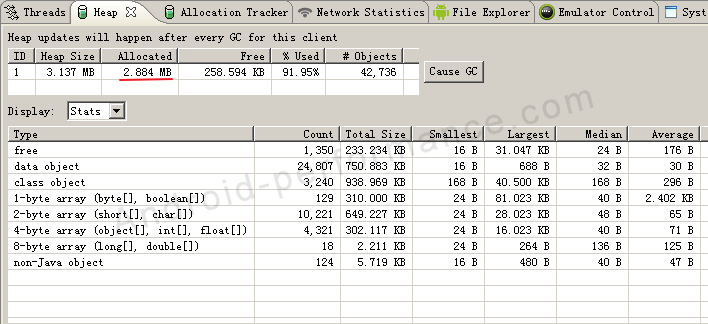 Threads Heap Allocation Tracker Network Statistics File Explorer Emulator Control Syst
Heap updates will happen after every GC for this client
ID Heap Size Allocated Free % Used # Objects
1 3.137 MB 2.884 MB 258.594 KB 91.95% 42,736
Cause GC
Display: Stats
Type Count Total Size Smallest Largest Median Average
free 1,350 233.234 KB 16 B 31.047 KB 24 B 176 B
data object 24,807 750.883 KB 16 B 688 B 32 B 30 B
class object 3,240 938.969 KB 168 B 40.500 KB 168 B 296 B
1-byte array (byte[], boolean[]) 129 310.000 KB 24 B 81.023 KB 40 B 2.402 KB
2-byte array (short[], char[]) 10,221 649.227 KB 24 B 28.023 KB 48 B 65 B
4-byte array (object[], int[], float[]) 4,321 302.117 KB 24 B 16.023 KB 40 B 71 B
8-byte array (long[], double[]) 18 2.211 KB 24 B 264 B 136 B 125 B
non-Java object 124 5.719 KB 16 B 480 B 40 B 47 B
android-performance.com